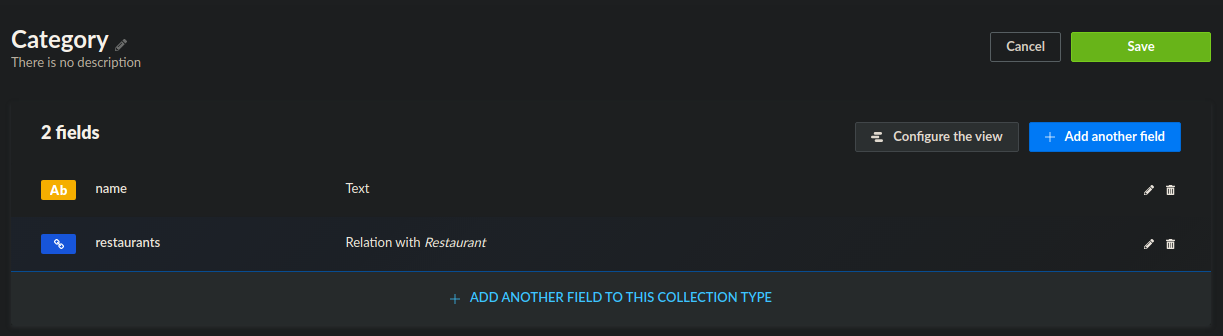 Category
There is no description
Cancel
Save
2 fields
Configure the view
+ Add another field
Ab name Text
restaurants Relation with Restaurant
+ ADD ANOTHER FIELD TO THIS COLLECTION TYPE